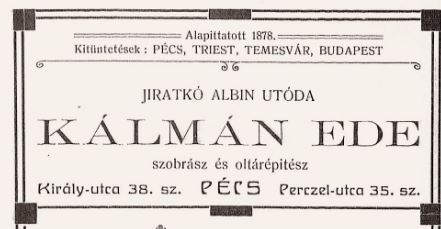 Alapittatott 1878.
Kitüntetések : PÉCS, TRIEST, TEMESVÁR, BUDAPEST
JIRATKÓ ALBIN UTÓDA
KÁLMÁN EDE
szobrász és oltárépitész
Király-utca 38. sz. PÉCS Perczel-utca 35. sz.